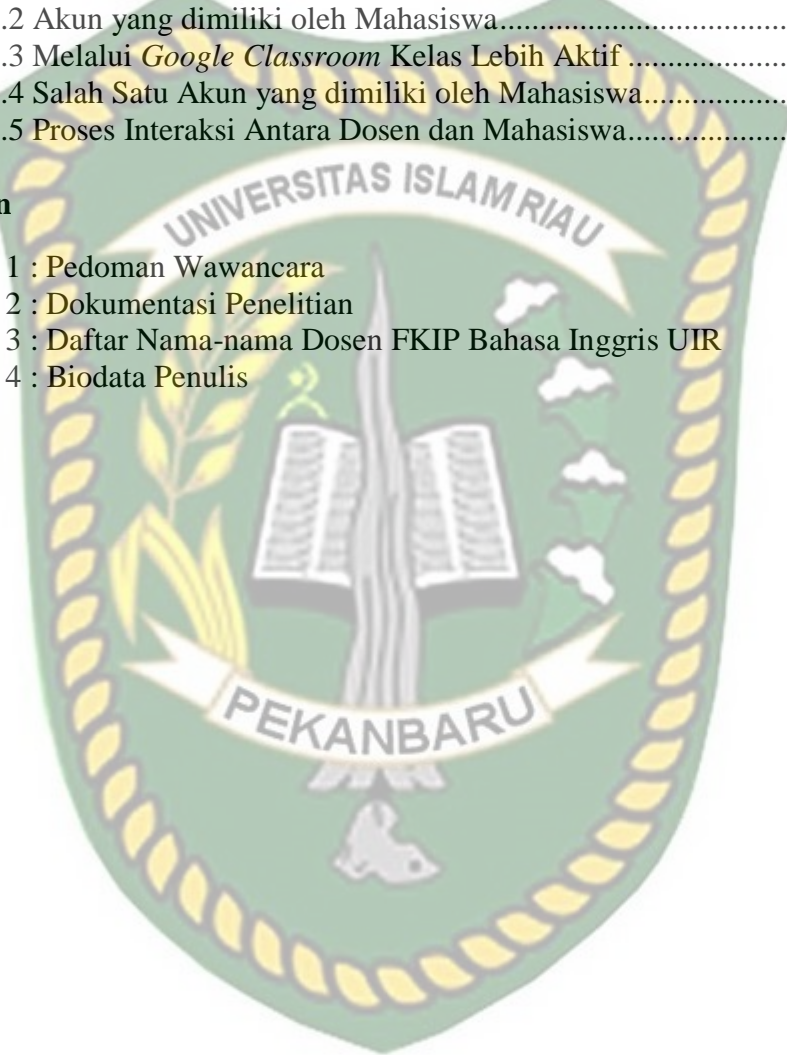 .2 Akun yang dimiliki oleh Mahasiswa....................................
.3 Melalui Google Classroom Kelas Lebih Aktif ....................
.4 Salah Satu Akun yang dimiliki oleh Mahasiswa..................
.5 Proses Interaksi Antara Dosen dan Mahasiswa....................
UNIVERSITAS ISLAM RIAU
n
1 : Pedoman Wawancara
2 : Dokumentasi Penelitian
3 : Daftar Nama-nama Dosen FKIP Bahasa Inggris UIR
4 : Biodata Penulis
PEKANBARU